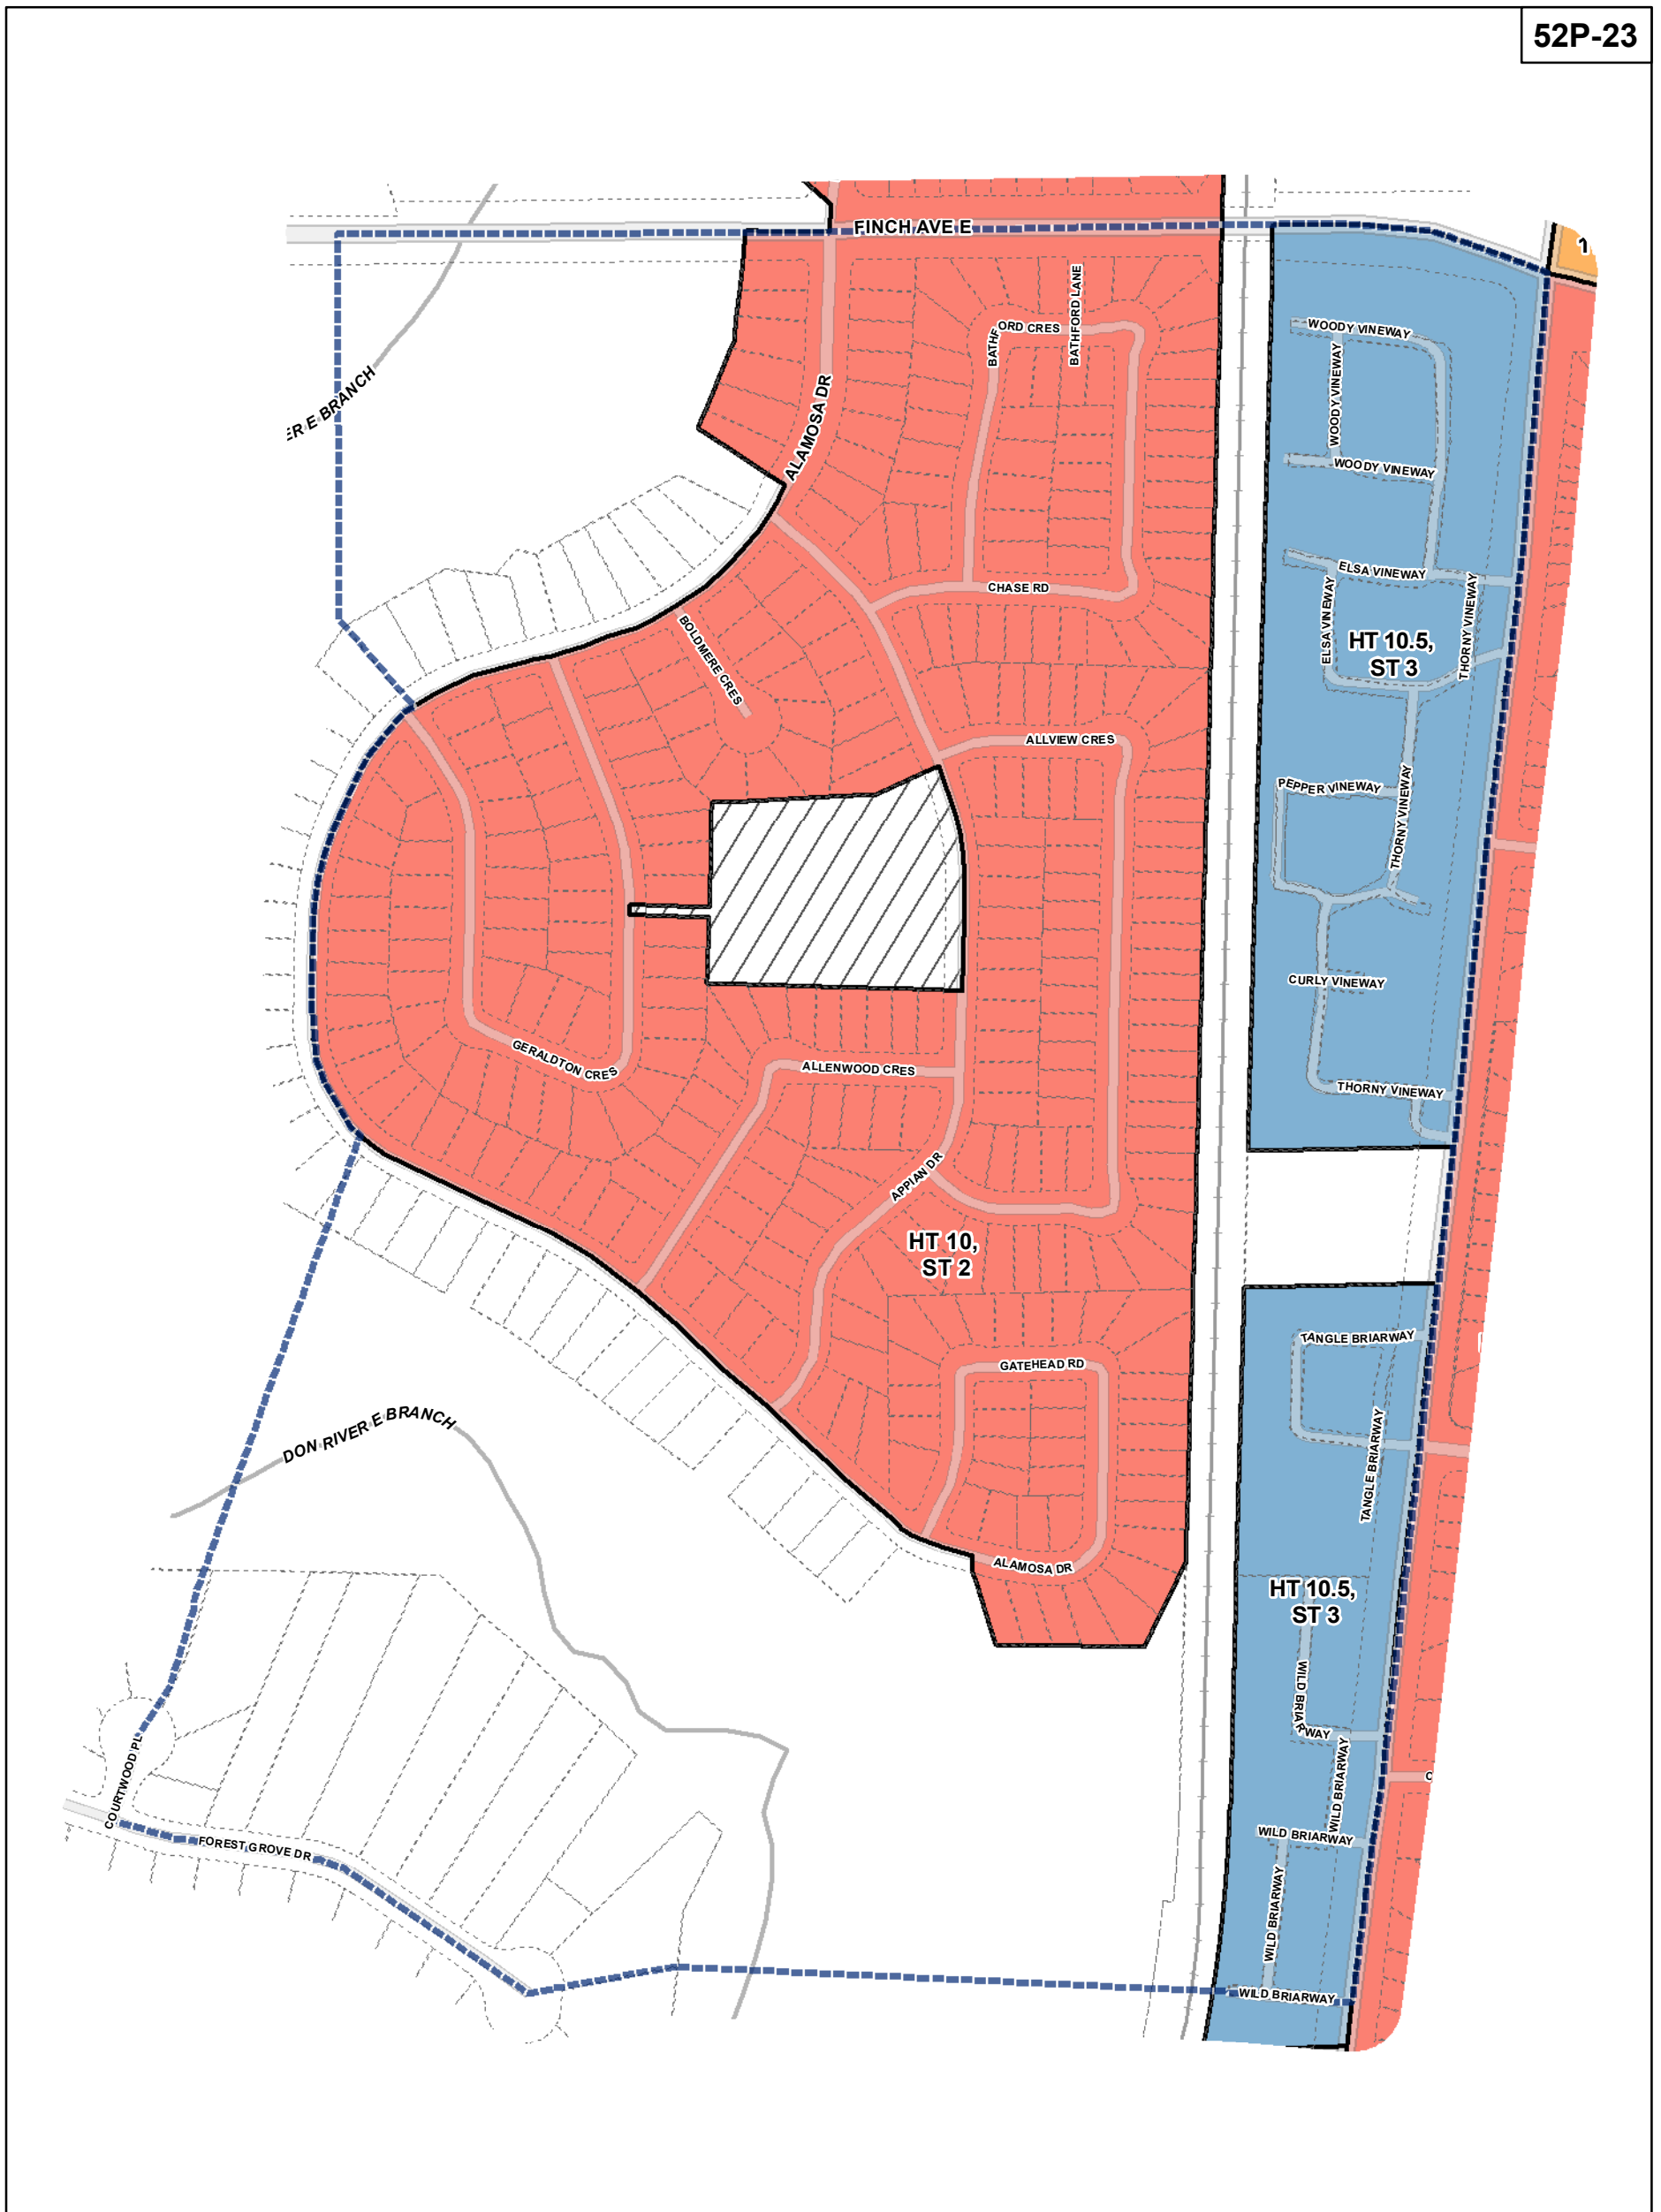 52P-23
FINCH AVE E
1
BATHFORD CRES
BATHFORD LANE
WOODY VINEWAY
WOODY VINEWAY
ER E BRANCH
ALAMOSA DR
WOODY VINEWAY
CHASE RD
ELSA VINEWAY
ELSA VINEWAY
THORNY VINEWAY
BOLDMERE CRES
HT 10.5,
ST 3
ALLVIEW CRES
PEPPER VINEWAY
THORNY VINEWAY
CURLY VINEWAY
GERALDTON CRES
ALLENWOOD CRES
THORNY VINEWAY
APPIAN DR
HT 10,
ST 2
TANGLE BRIARWAY
GATEHEAD RD
DON RIVER E BRANCH
TANGLE BRIARWAY
ALAMOSA DR
HT 10.5,
ST 3
WILD BRIARWAY
COURTWOOD PL
WILD BRIARWAY
C
WILD BRIARWAY
FOREST GROVE DR
WILD BRIARWAY
WILD BRIARWAY